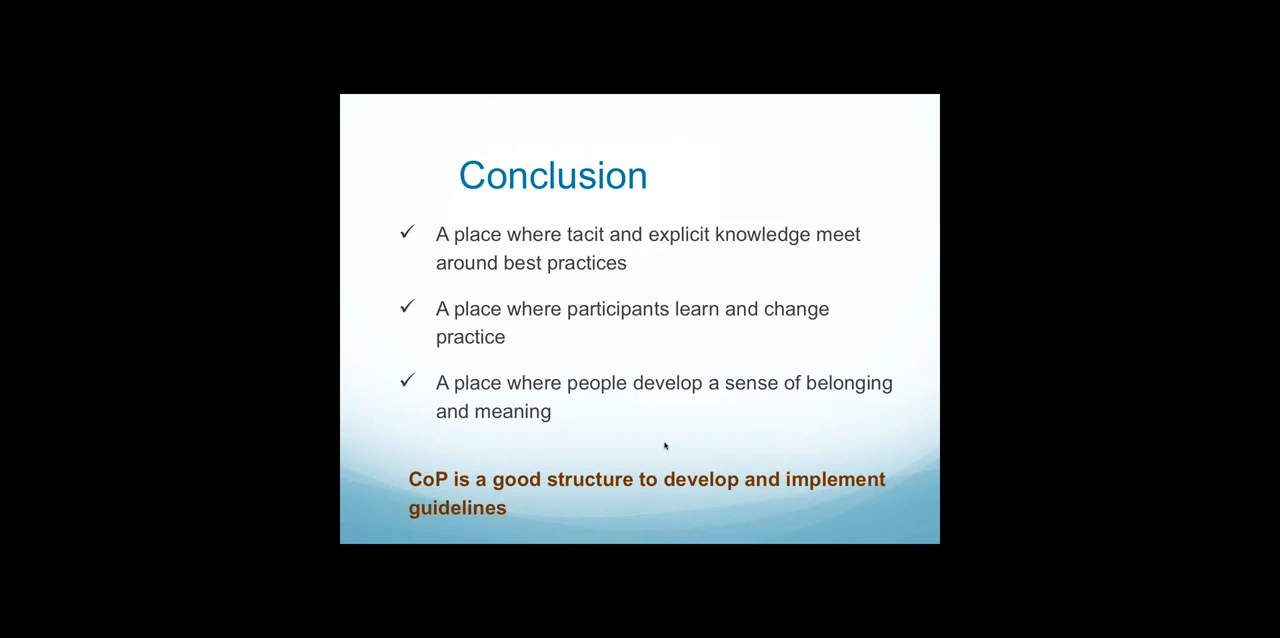 Conclusion
✓ A place where tacit and explicit knowledge meet
around best practices
✓ A place where participants learn and change
practice
✓ A place where people develop a sense of belonging
and meaning
CoP is a good structure to develop and implement
guidelines